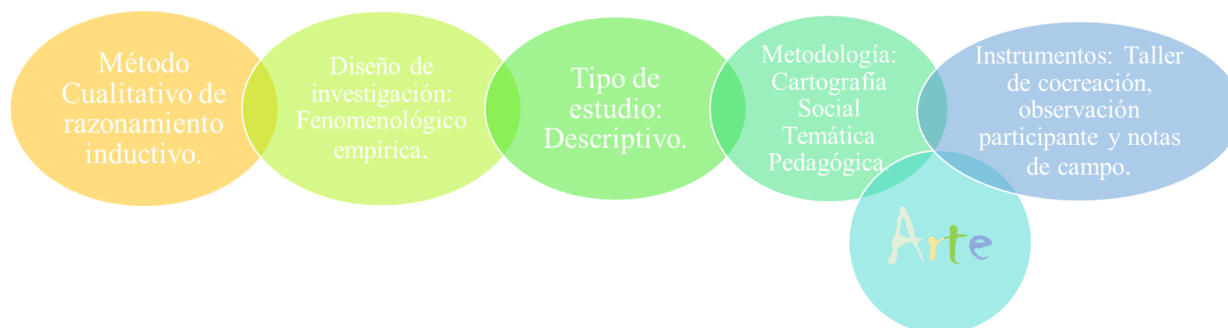 Método
Cualitativo de
razonamiento
inductivo.
Diseño de
investigación:
Fenomenológico
empírica.
Tipo de
estudio:
Descriptivo.
Metodología:
Cartografía
Social
Temática
Pedagógica.
Instrumentos: Taller
de cocreación,
observación
participante y notas
de campo.
Arte